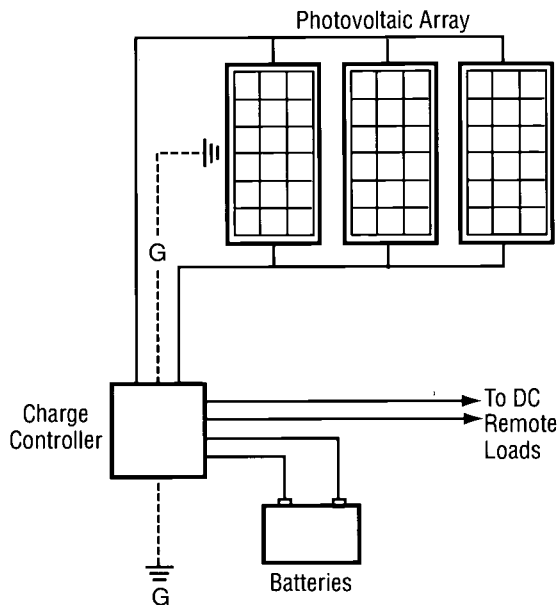 Photovoltaic Array
G
Charge
Controller
To DC
Remote
Loads
G
Batteries